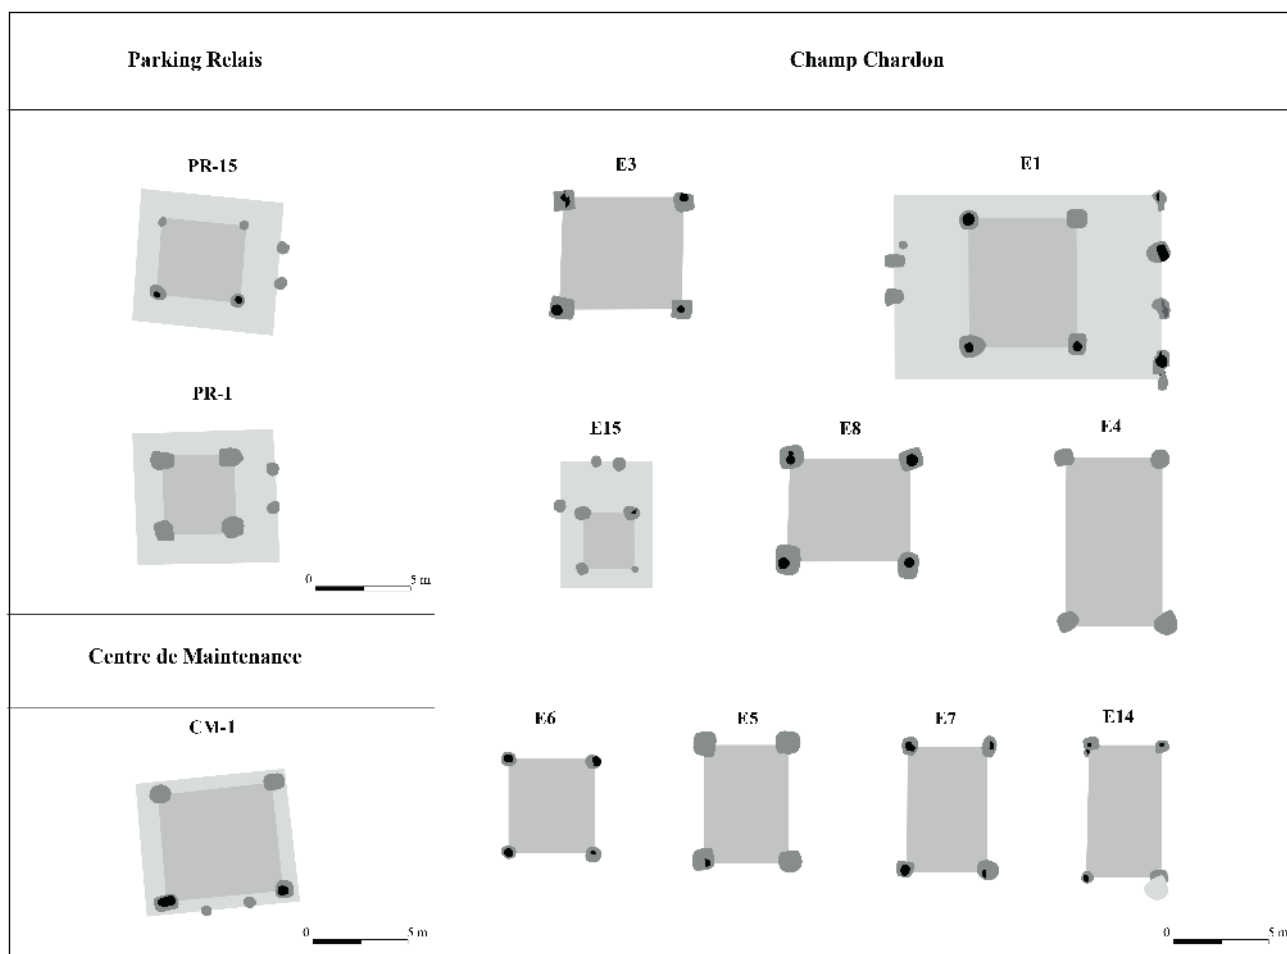 Parking Relais
Champ Chardon
PR-15
E3
E1
PR-1
E15
E8
E4
0 5 m
Centre de Maintenance
CM-1
E6
E5
E7
E14
0 5 m
0 5 m